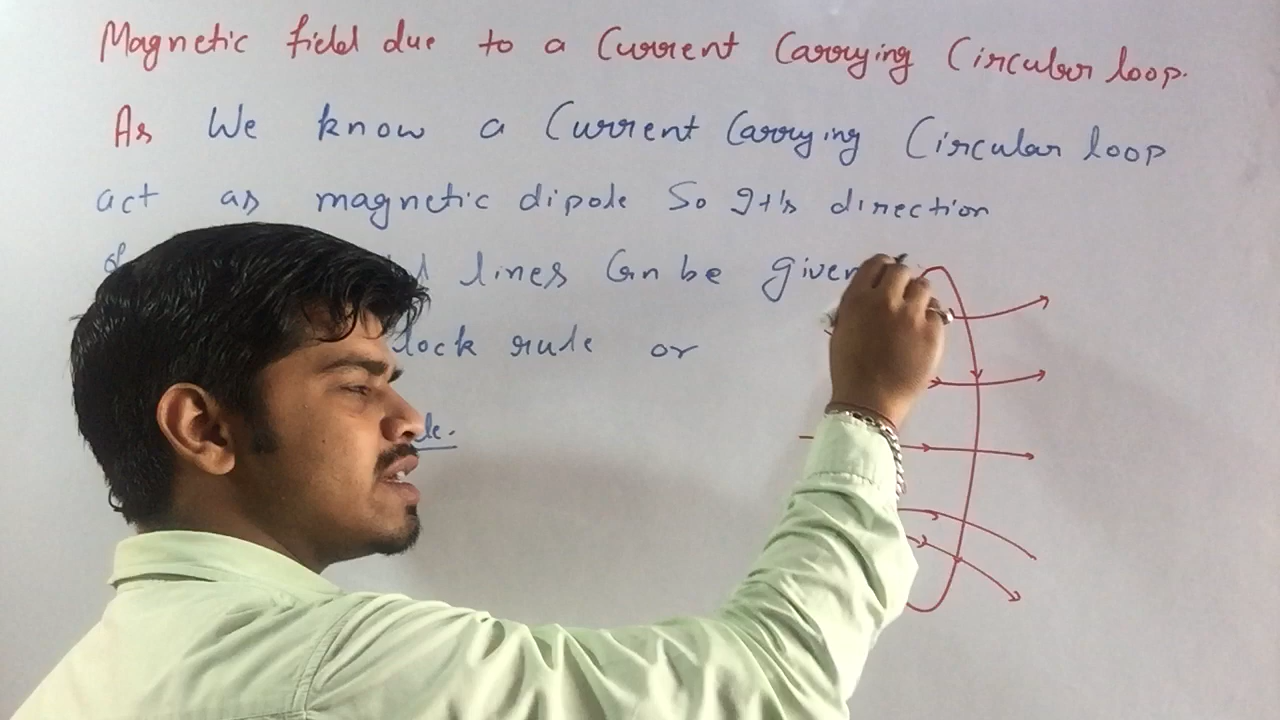 Magnetic field due to a Current Carrying Circular loop.
As We know a Current Carrying Circular loop
act as magnetic dipole So It's direction
of lines Can be given
lock rule or